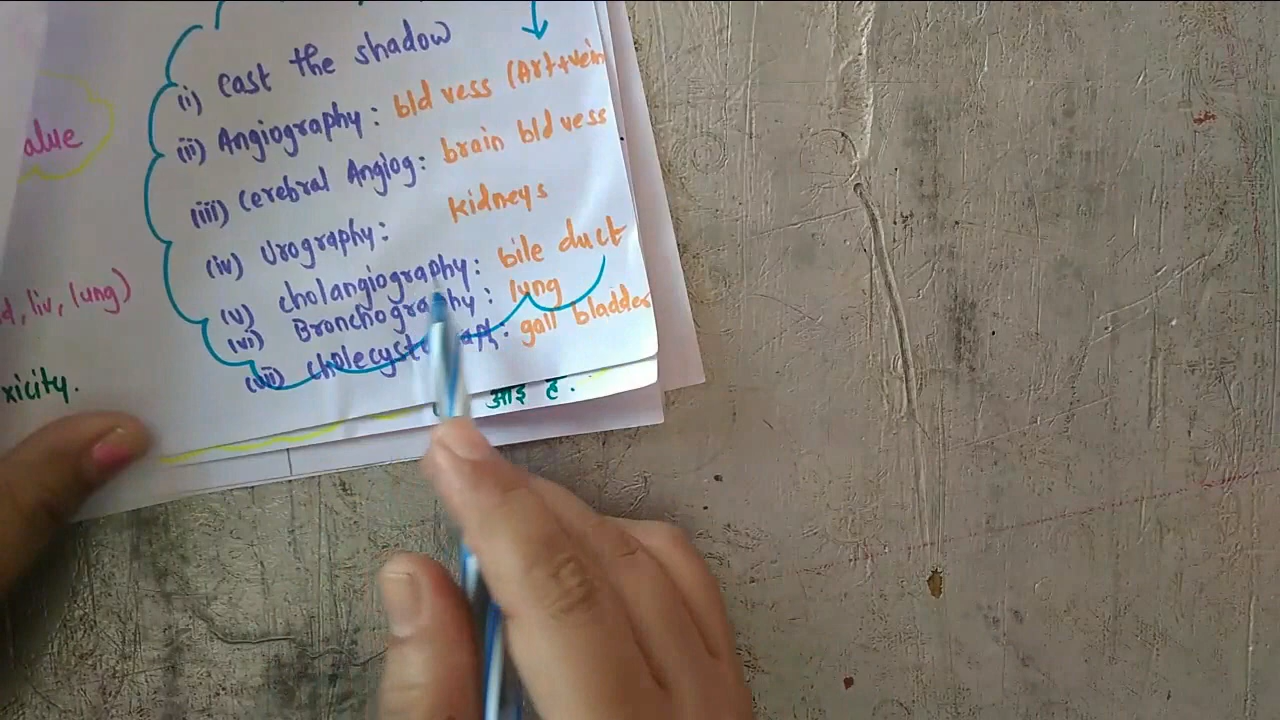 (i) cast the shadow
(ii) Angiography: bld vess (Art+vein
(iii) cerebral Angiog: brain bld vess
(iv) Urography: kidneys
(v) cholangiography: bile duct
(vi) Bronchography: lung
(vii) gall bladder
alue
d, liv, lung)
xicity.
आई है.